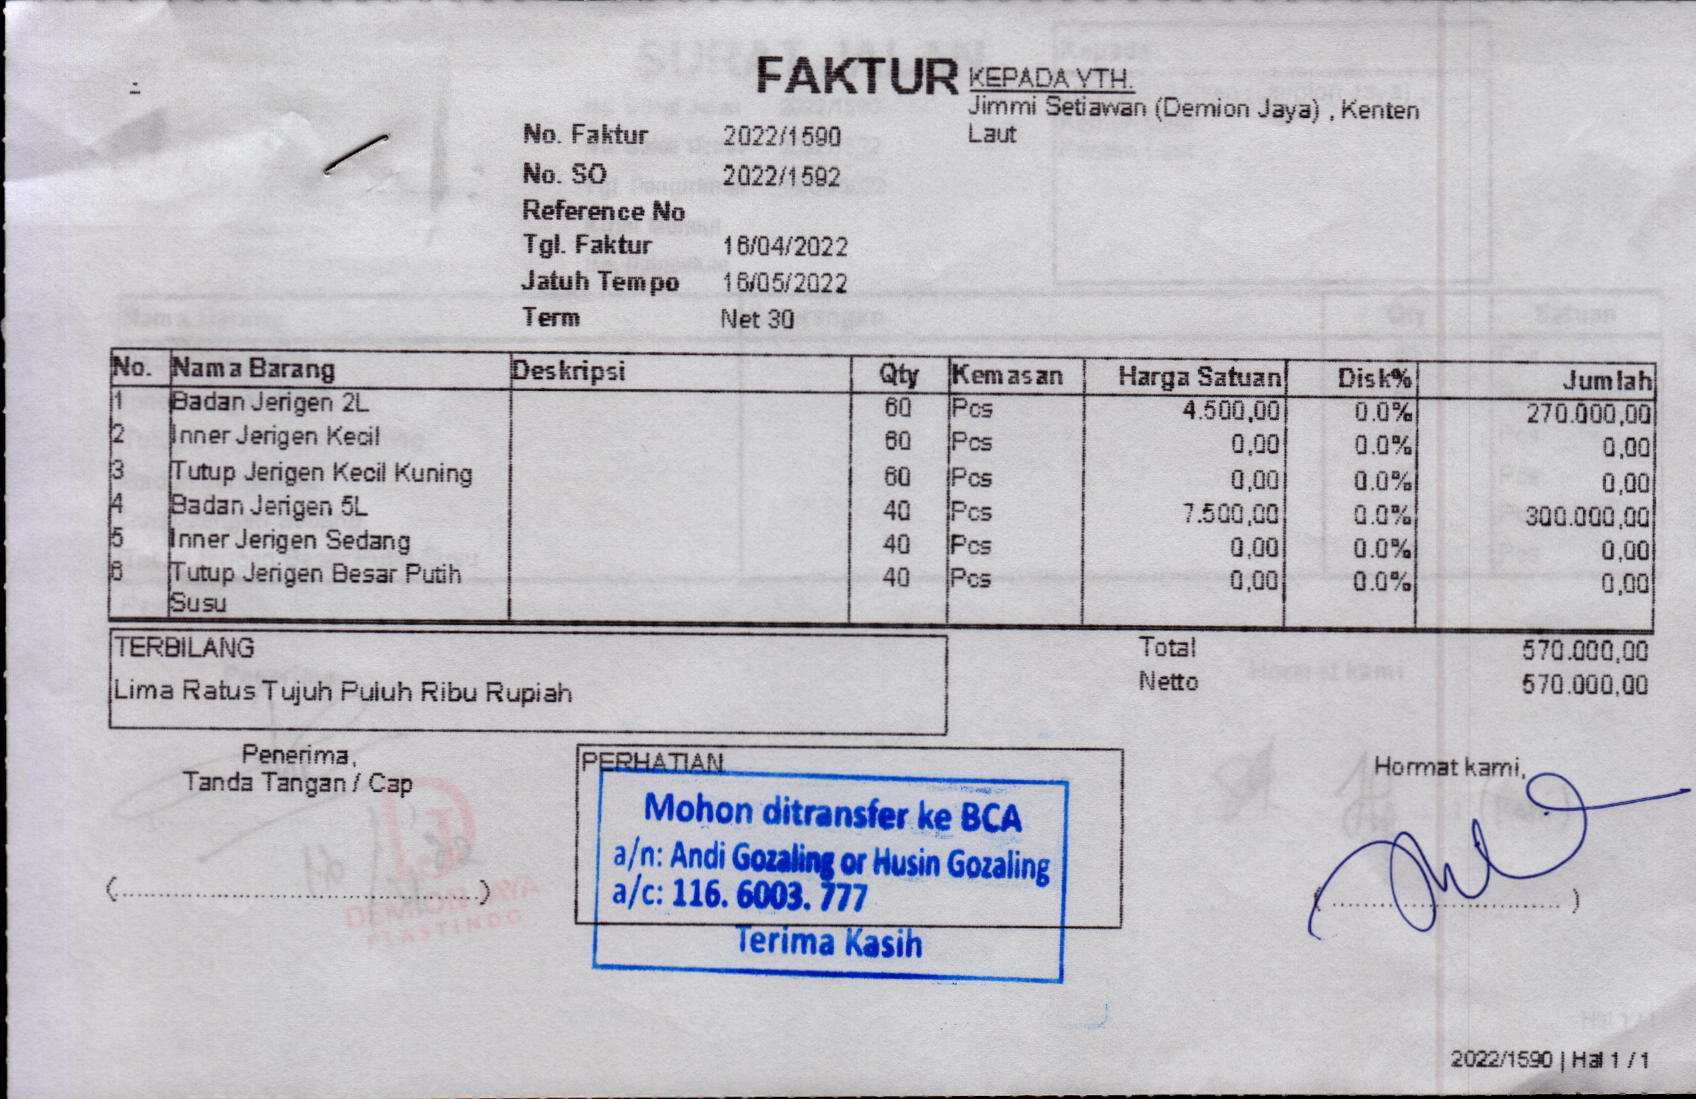 FAKTUR
KEPADA YTH.
Jimmi Setiawan (Demion Jaya) , Kenten
Laut
No. Faktur 2022/1590
No. SO 2022/1592
Reference No
Tgl. Faktur 16/04/2022
Jatuh Tempo 16/05/2022
Term Net 30
No. Nama Barang Deskripsi Qty Kemasan Harga Satuan Disk% Jumlah
1 Badan Jerigen 2L 60 Pcs 4.500,00 0.0% 270.000,00
2 Inner Jerigen Kecil 60 Pcs 0,00 0.0% 0,00
3 Tutup Jerigen Kecil Kuning 60 Pcs 0,00 0.0% 0,00
4 Badan Jerigen 5L 40 Pcs 7.500,00 0.0% 300.000,00
5 Inner Jerigen Sedang 40 Pcs 0,00 0.0% 0,00
6 Tutup Jerigen Besar Putih 40 Pcs 0,00 0.0% 0,00
Susu
TERBILANG
Lima Ratus Tujuh Puluh Ribu Rupiah
Total 570.000,00
Netto 570.000,00
Penerima,
Tanda Tangan / Cap
(....................................................)
DEMION JAYA
PLASTINDO
PERHATIAN
Mohon ditransfer ke BCA
a/n: Andi Gozaling or Husin Gozaling
a/c: 116. 6003. 777
Terima Kasih
Hormat kami,
(....................................)
2022/1590 | Hal 1 / 1